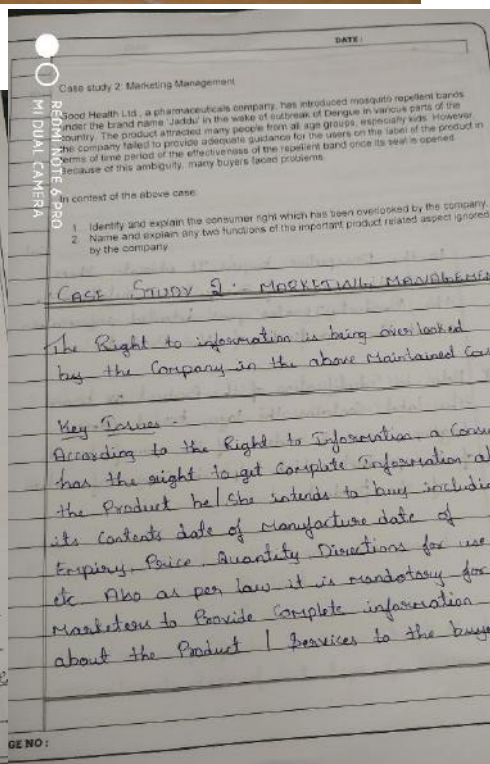 DATE:
Case study 2: Marketing Management
Good Health Ltd., a pharmaceuticals company, has introduced mosquito repellent bands
under the brand name 'Jaddu' in the wake of outbreak of Dengue in various parts of the
country. The product attracted many people from all age groups, especially kids. However,
the company failed to provide adequate guidance for the users on the label of the product in
terms of time period of the effectiveness of the repellent band once its seal is opened.
Because of this ambiguity, many buyers faced problems.
In context of the above case:
1. Identify and explain the consumer right which has been overlooked by the company.
2. Name and explain any two functions of the important product related aspect ignored
by the company.
REDMI NOTE 6 PRO
MI DUAL CAMERA
CASE STUDY 2: MARKETING MANAGEMEN
The Right to information is being overlooked
by the Company in the above Maintained Cas
Key Issues -
According to the Right to Information, a Consu
has the right to get Complete Information a
the Product he/She intends to buy includi
its Contents date of Manufacture date of
Expiry, Price, Quantity, Directions for use
etc Also as per law it is Mandatory for
Marketers to Provide Complete information
about the Product / Services to the buye
GE NO: